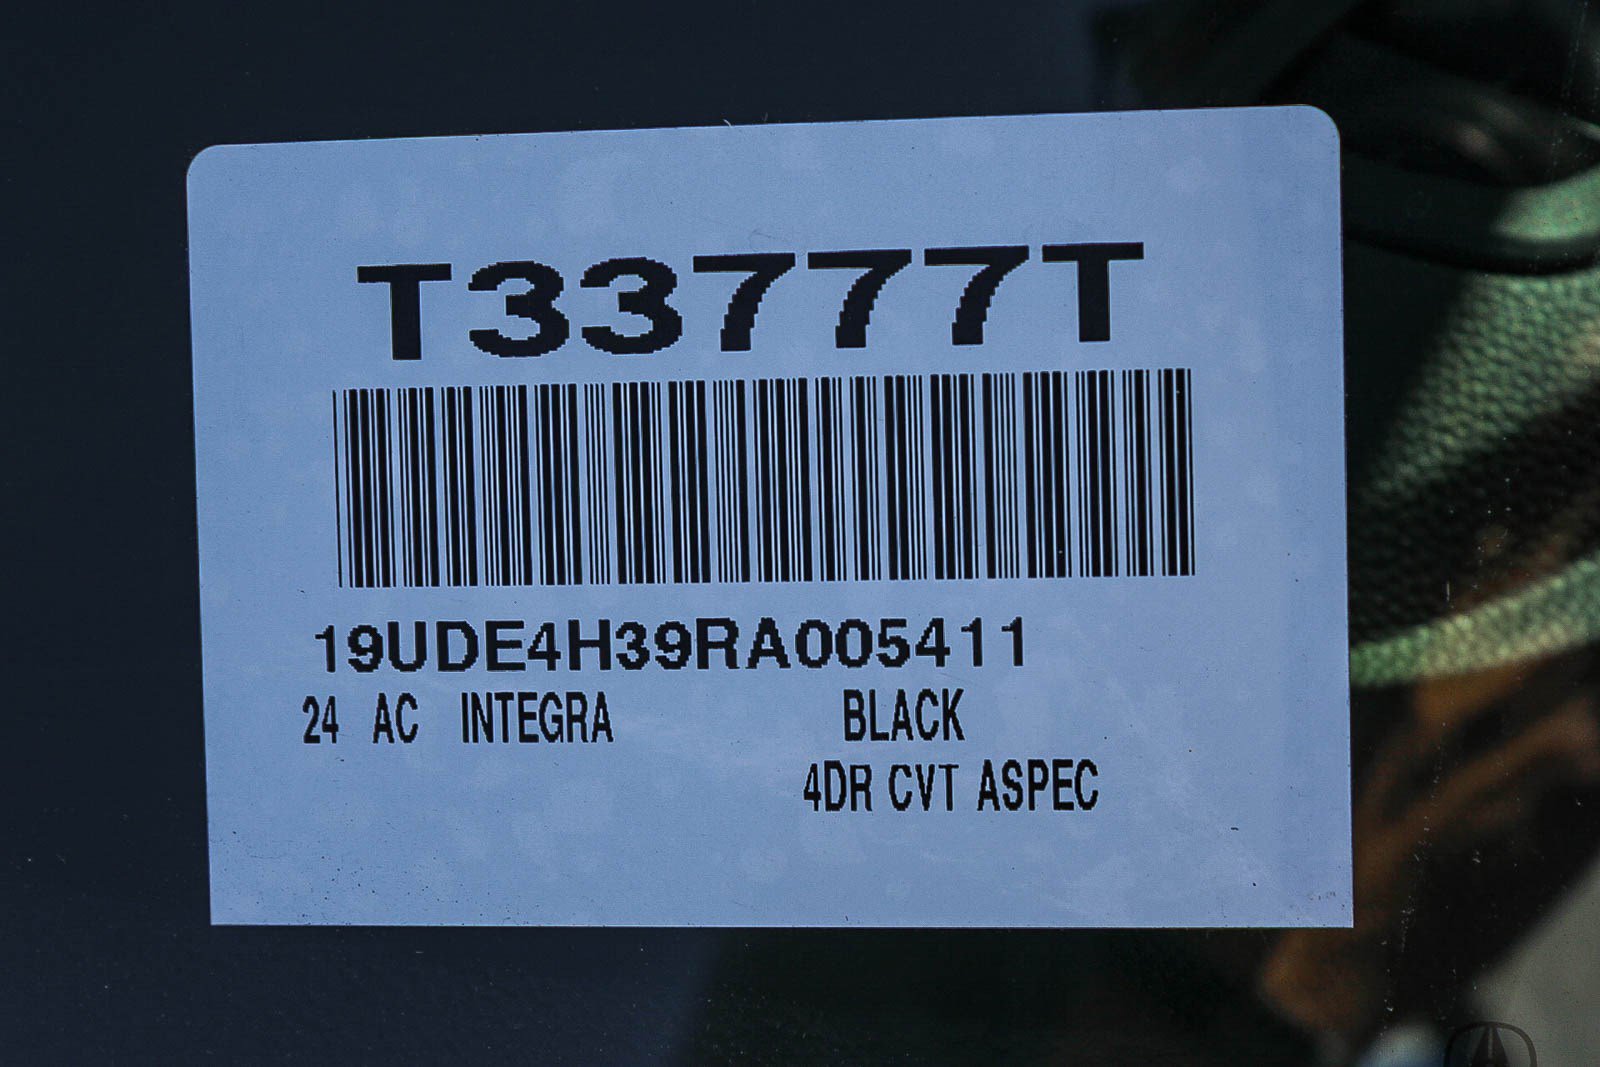 T33777T
19UDE4H39RA005411
24 AC INTEGRA BLACK
4DR CVT ASPEC